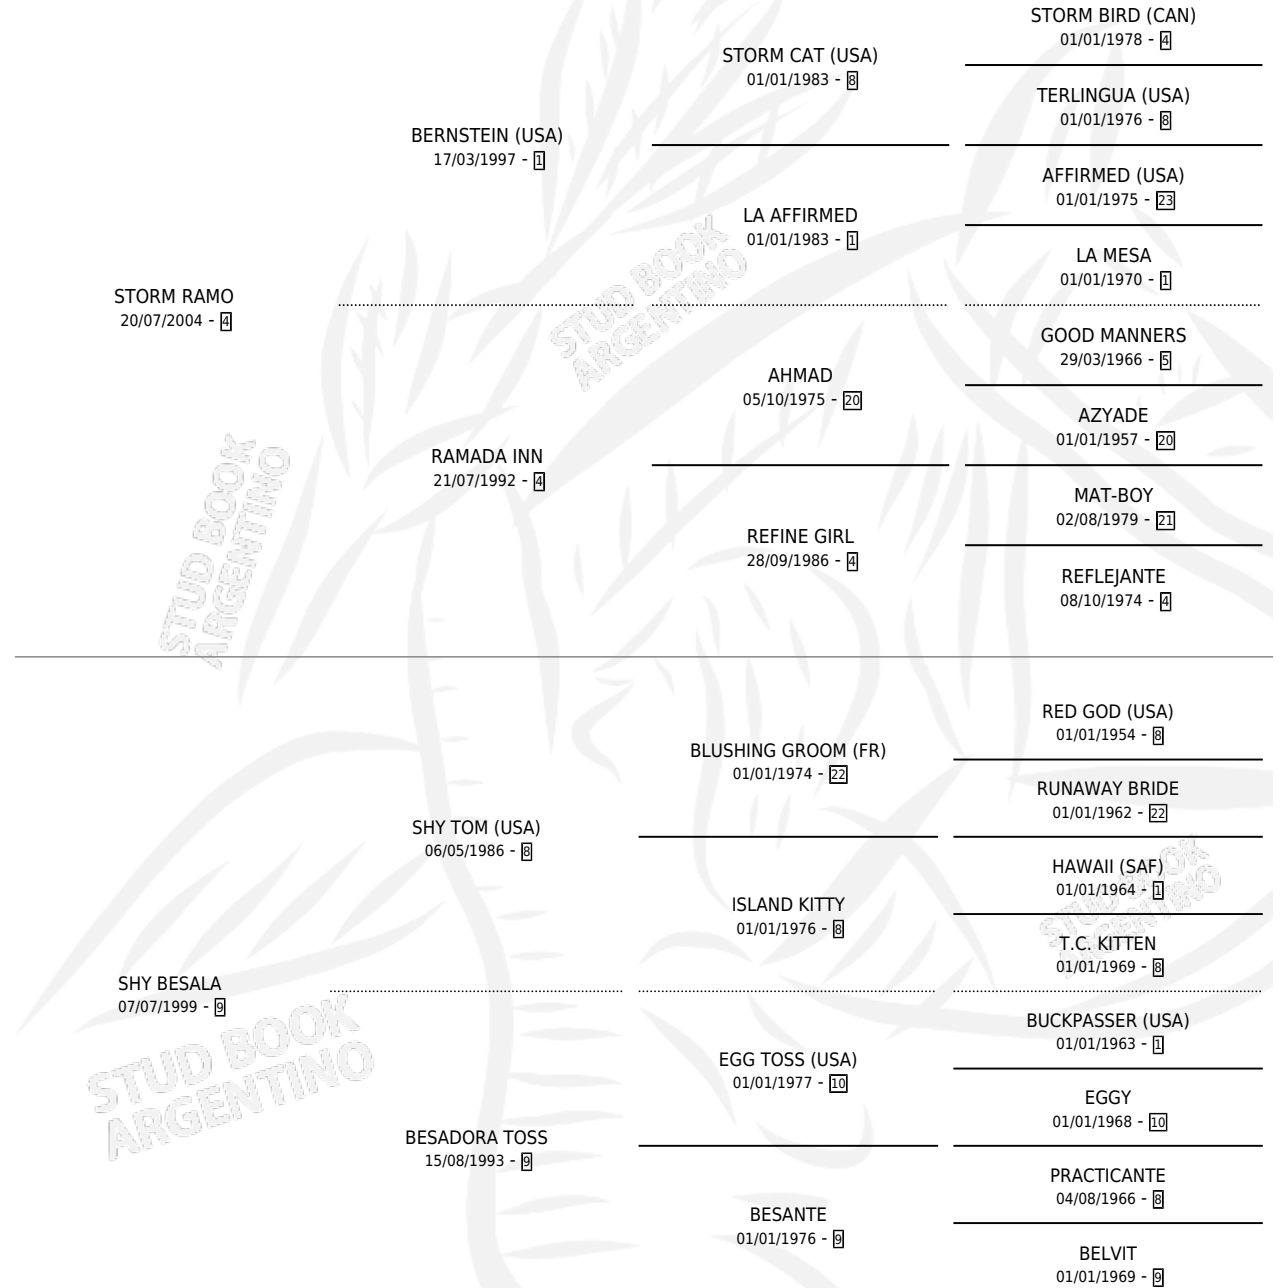 STORM BIRD (CAN)
01/01/1978 - 4
STORM CAT (USA)
01/01/1983 - 8
TERLINGUA (USA)
01/01/1976 - 8
BERNSTEIN (USA)
17/03/1997 - 1
AFFIRMED (USA)
01/01/1975 - 23
LA AFFIRMED
01/01/1983 - 1
LA MESA
01/01/1970 - 1
STORM RAMO
20/07/2004 - 4
GOOD MANNERS
29/03/1966 - 5
AHMAD
05/10/1975 - 20
AZYADE
01/01/1957 - 20
RAMADA INN
21/07/1992 - 4
MAT-BOY
02/08/1979 - 21
REFINE GIRL
28/09/1986 - 4
REFLEJANTE
08/10/1974 - 4
STUD BOOK
ARGENTINO
STUD BOOK
ARGENTINO
RED GOD (USA)
01/01/1954 - 8
BLUSHING GROOM (FR)
01/01/1974 - 22
RUNAWAY BRIDE
01/01/1962 - 22
SHY TOM (USA)
06/05/1986 - 8
HAWAII (SAF)
01/01/1964 - 1
ISLAND KITTY
01/01/1976 - 8
T.C. KITTEN
01/01/1969 - 8
SHY BESALA
07/07/1999 - 9
BUCKPASSER (USA)
01/01/1963 - 1
EGG TOSS (USA)
01/01/1977 - 10
EGGY
01/01/1968 - 10
BESADORA TOSS
15/08/1993 - 9
PRACTICANTE
04/08/1966 - 8
BESANTE
01/01/1976 - 9
BELVIT
01/01/1969 - 9
STUD BOOK
ARGENTINO
STUD BOOK
ARGENTINO